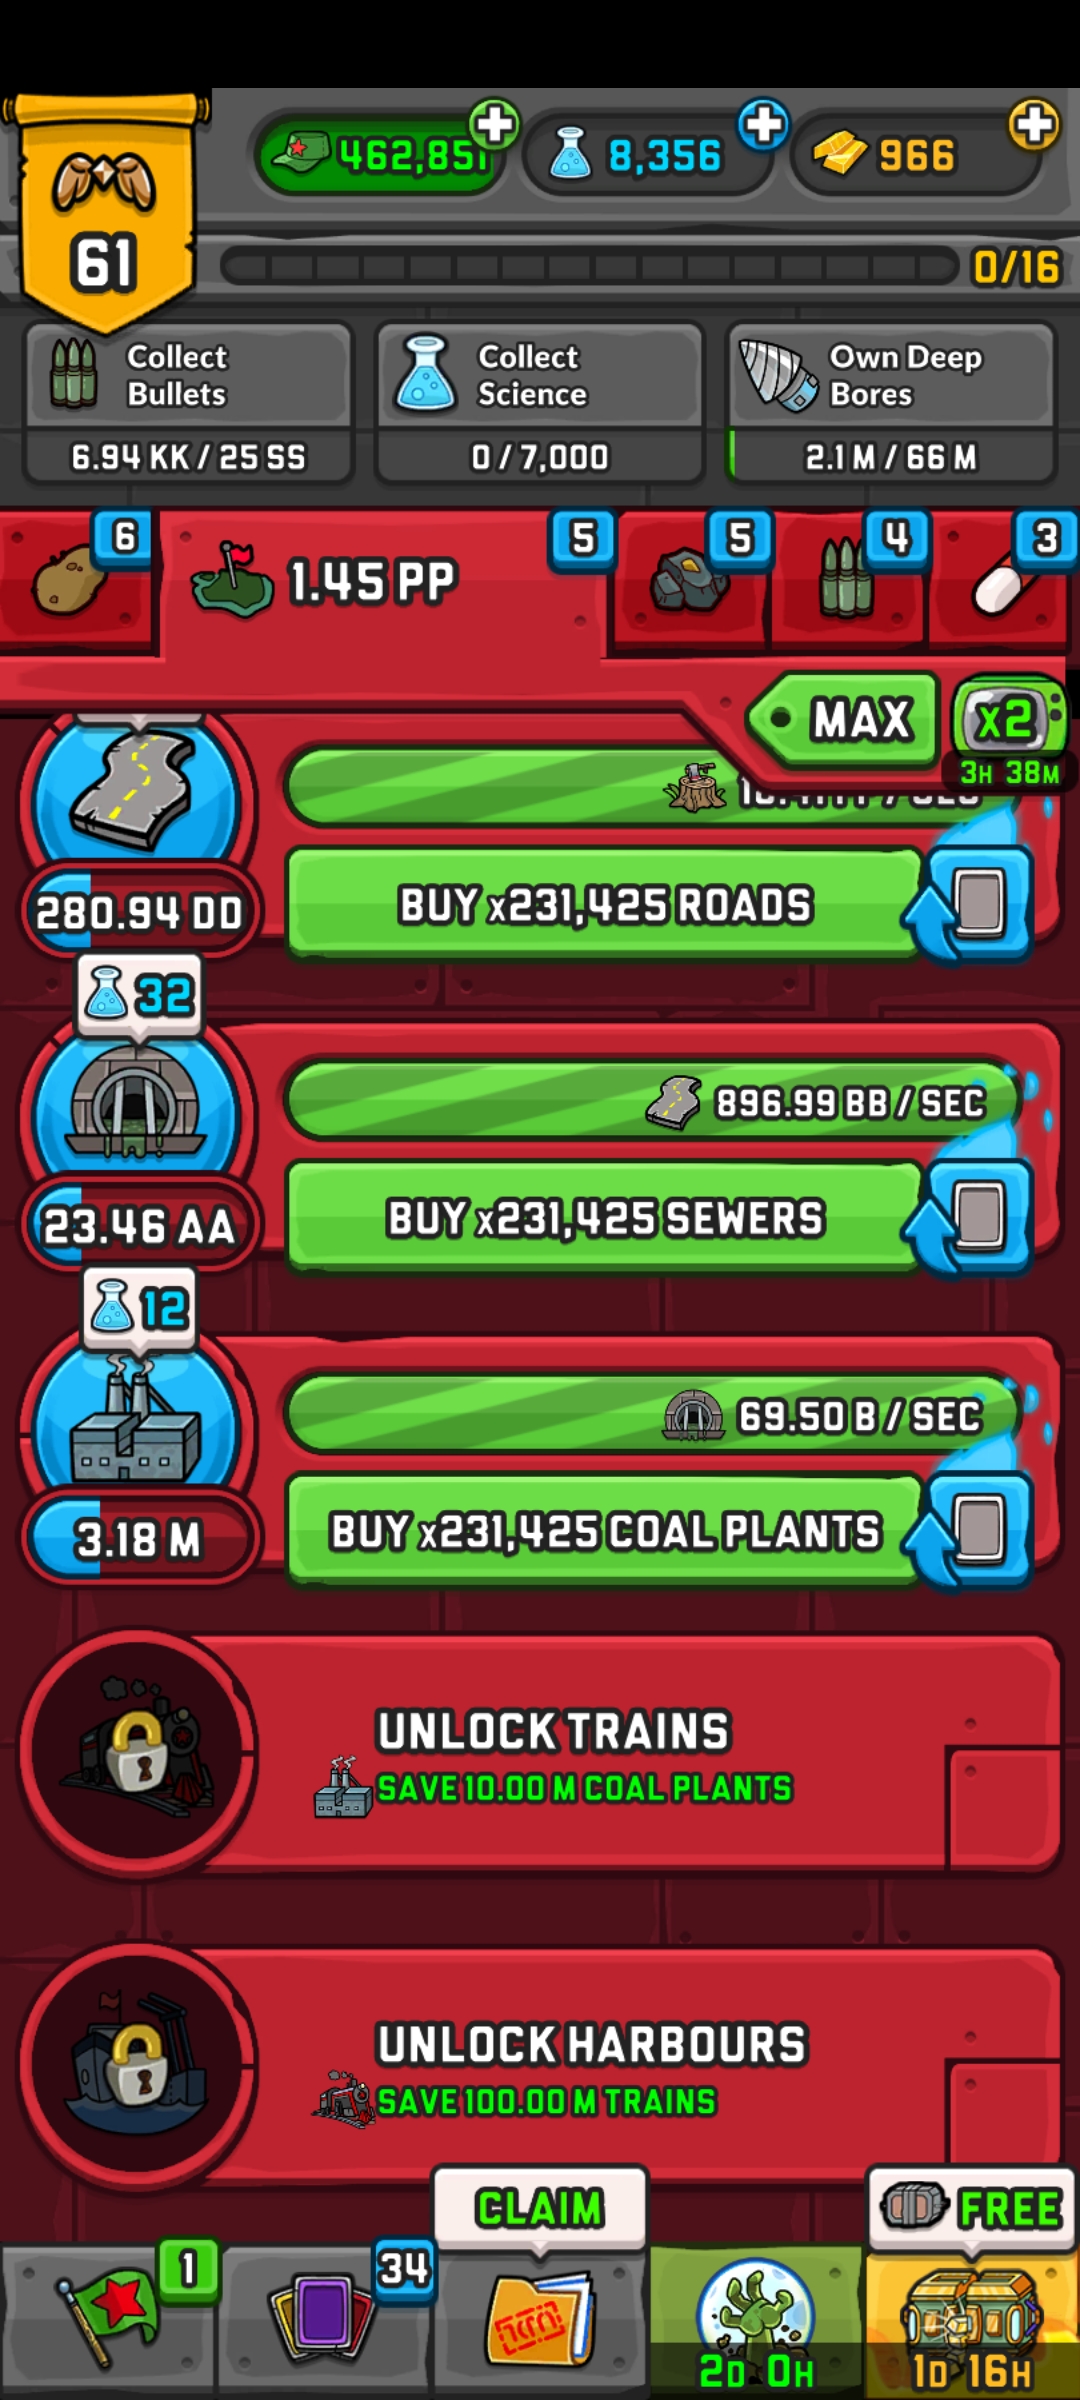 462,851
8,356
966
61
0/16
Collect
Bullets
6.94 KK / 25 SS
Collect
Science
0 / 7,000
Own Deep
Bores
2.1 M / 66 M
6
1.45 PP
5
5
4
3
MAX
x2
3H 38M
280.94 DD
BUY x231,425 ROADS
32
896.99 BB / SEC
23.46 AA
BUY x231,425 SEWERS
12
69.50 B / SEC
3.18 M
BUY x231,425 COAL PLANTS
UNLOCK TRAINS
SAVE 10.00 M COAL PLANTS
UNLOCK HARBOURS
SAVE 100.00 M TRAINS
CLAIM
FREE
1
34
2D 0H
1D 16H